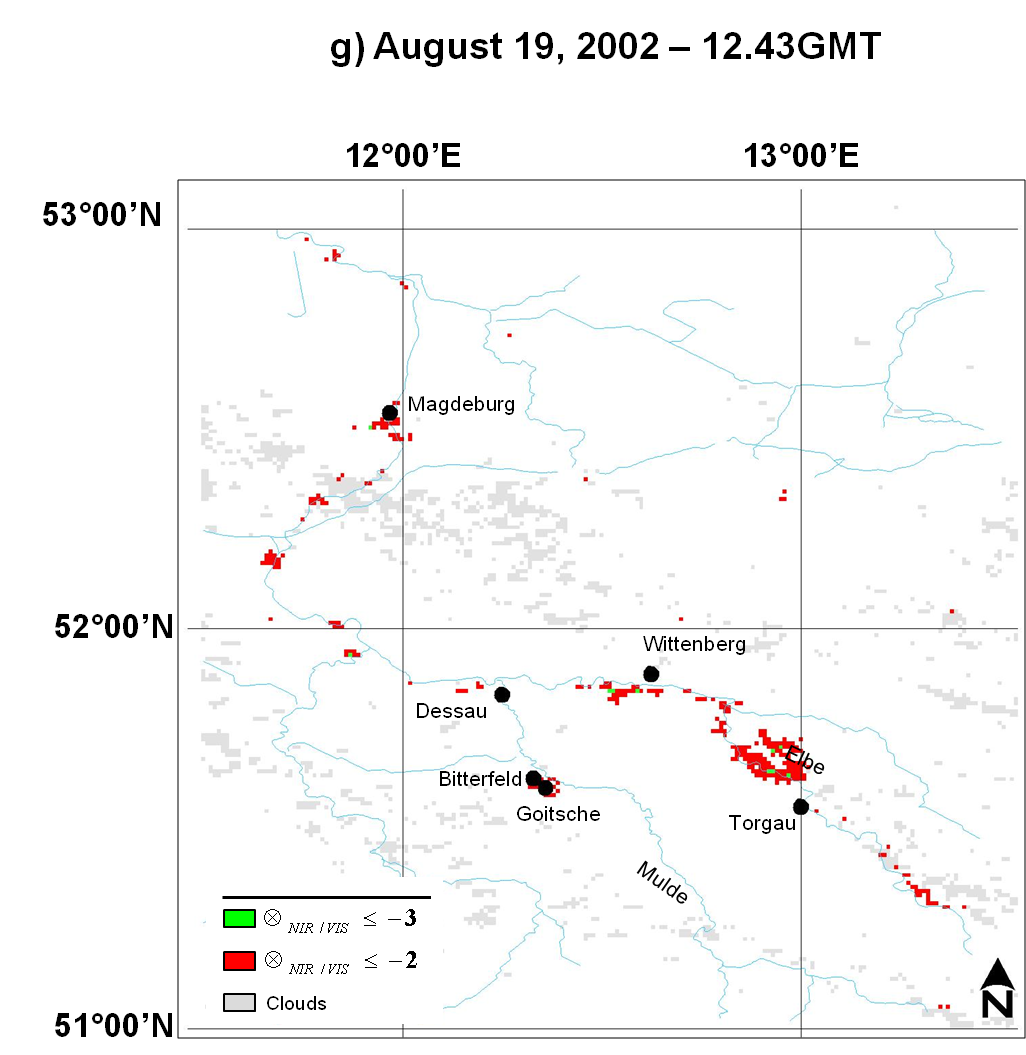 g) August 19, 2002 – 12.43GMT
12°00’E 13°00’E
53°00’N
Magdeburg
52°00’N
Wittenberg
Dessau
Elbe
Bitterfeld
Goitsche
Torgau
Mulde
⊗ NIR / VIS ≤ −3
⊗ NIR / VIS ≤ −2
Clouds
N
51°00’N